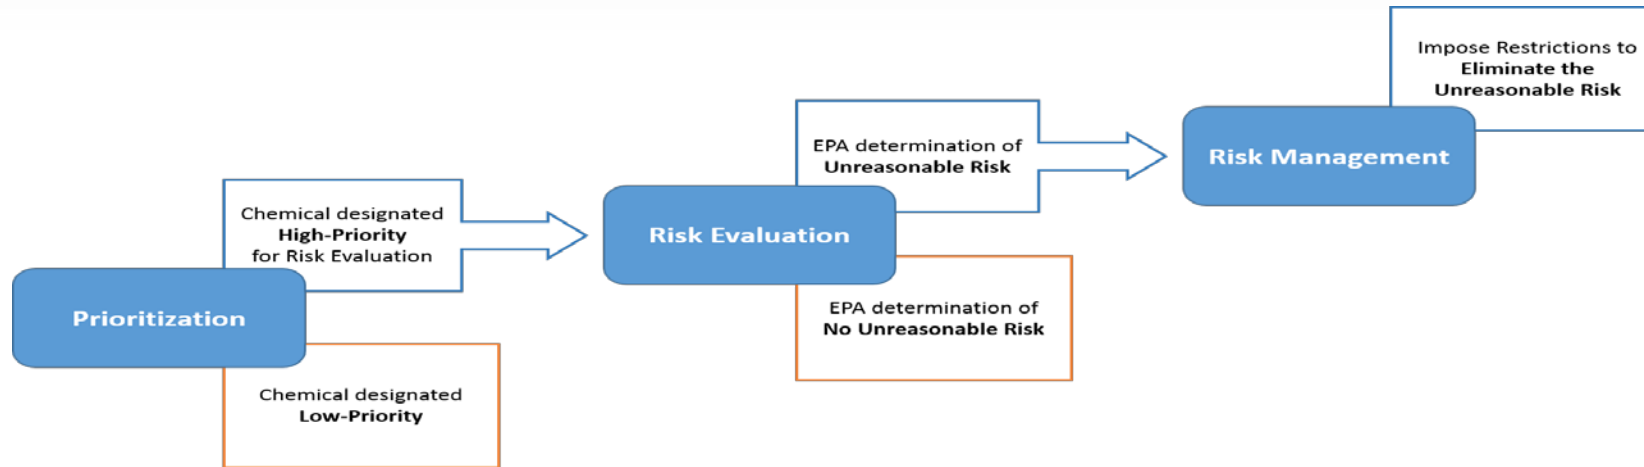 Prioritization
Chemical designated
High-Priority
for Risk Evaluation
Chemical designated
Low-Priority
Risk Evaluation
EPA determination of
Unreasonable Risk
EPA determination of
No Unreasonable Risk
Risk Management
Impose Restrictions to
Eliminate the
Unreasonable Risk